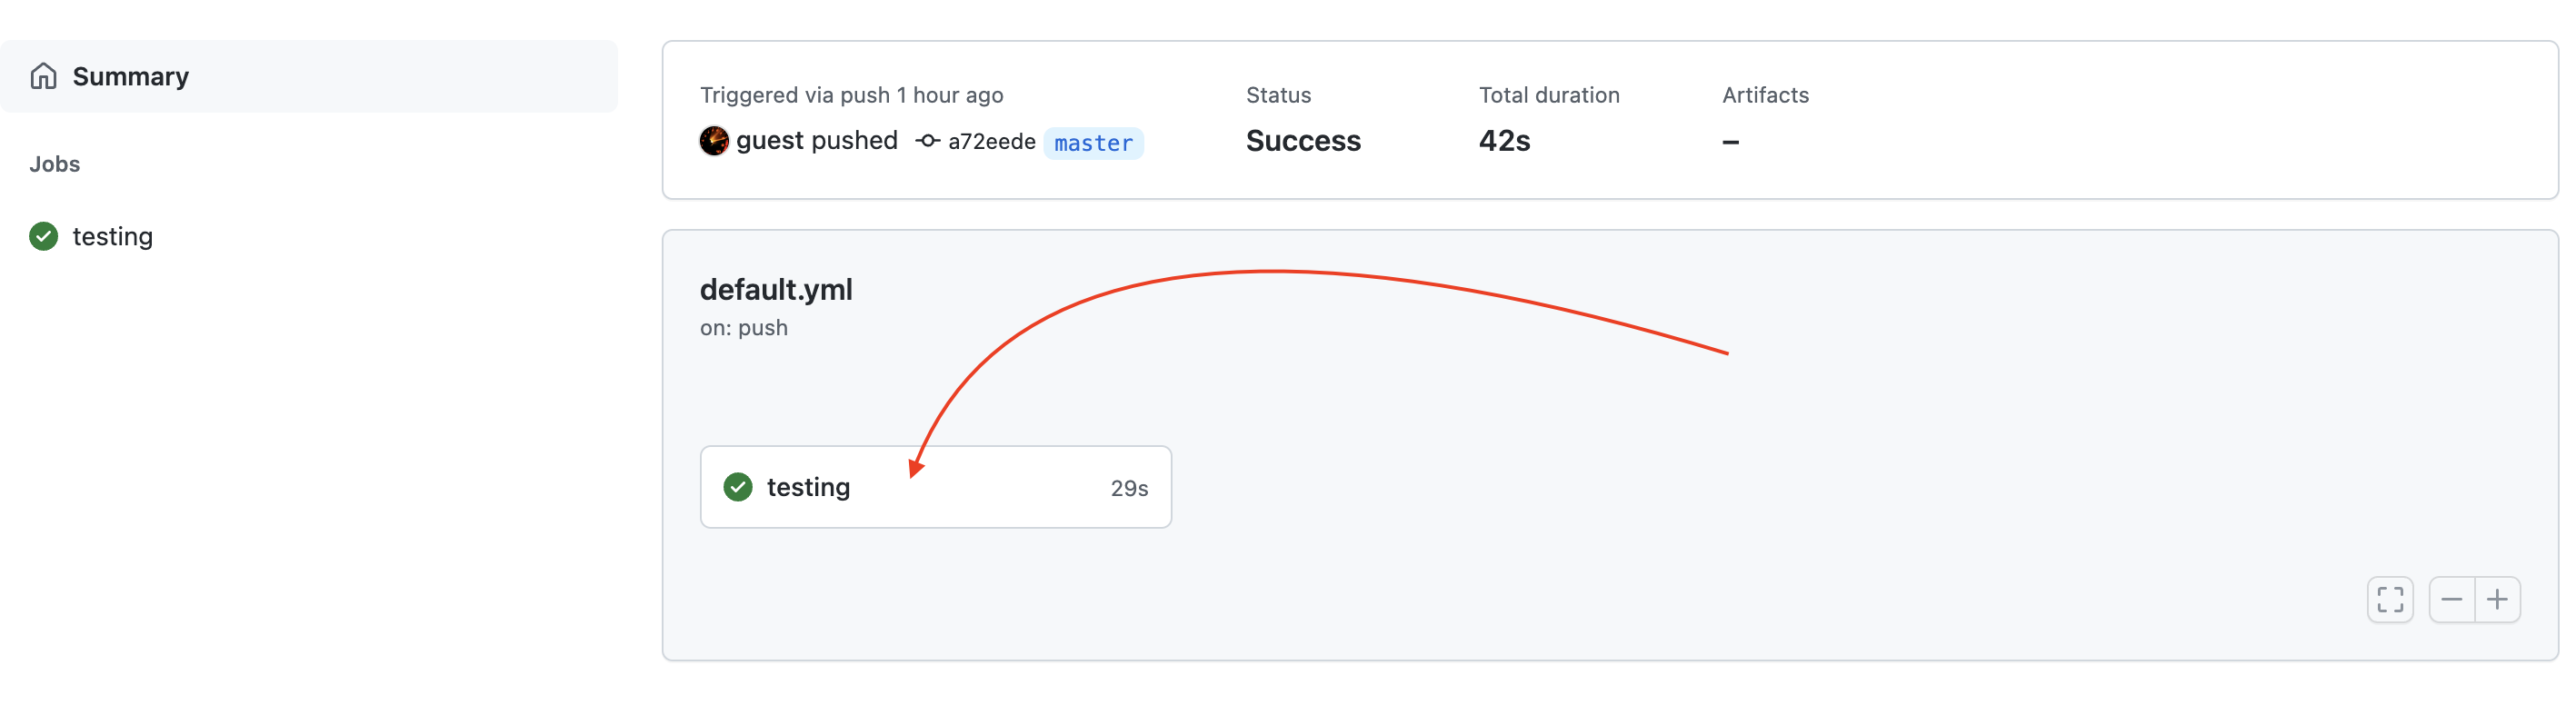 Summary
Jobs
testing
Triggered via push 1 hour ago
guest pushed a72eede master
Status
Success
Total duration
42s
Artifacts
–
default.yml
on: push
testing 29s